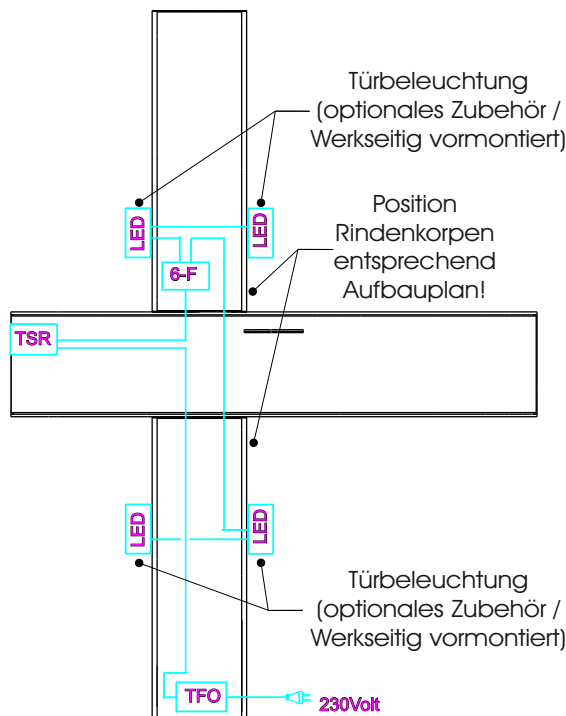 Türbeleuchtung
(optionales Zubehör /
Werkseitig vormontiert)
LED
LED
Position
Rindenkorpen
entsprechend
Aufbauplan!
6-F
TSR
LED
LED
Türbeleuchtung
(optionales Zubehör /
Werkseitig vormontiert)
TFO
230Volt